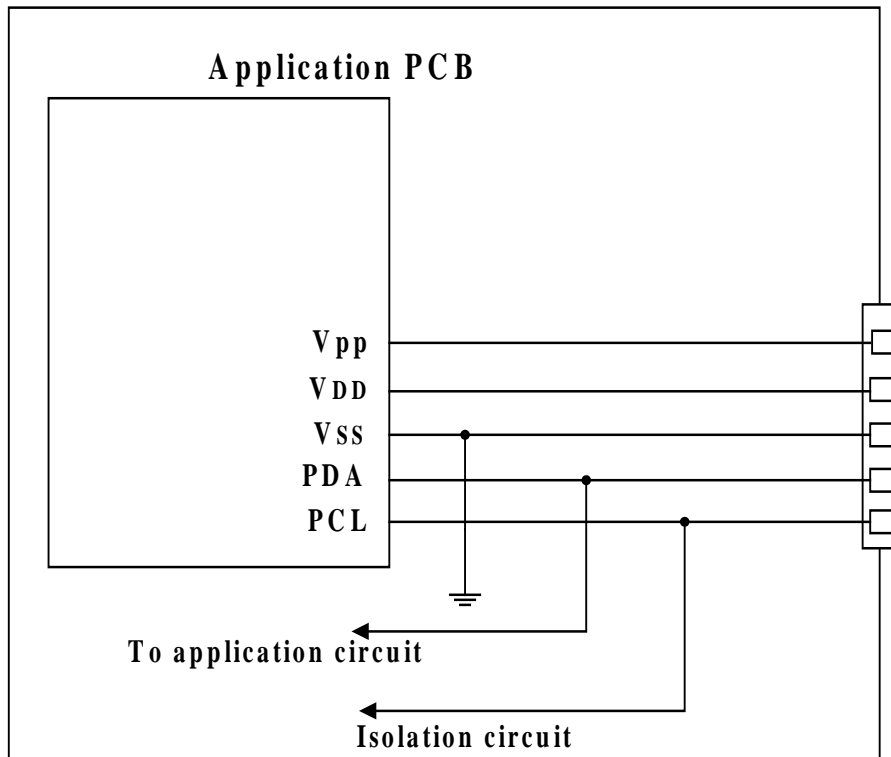 Application PCB
Vpp
VDD
VSS
PDA
PCL
To application circuit
Isolation circuit